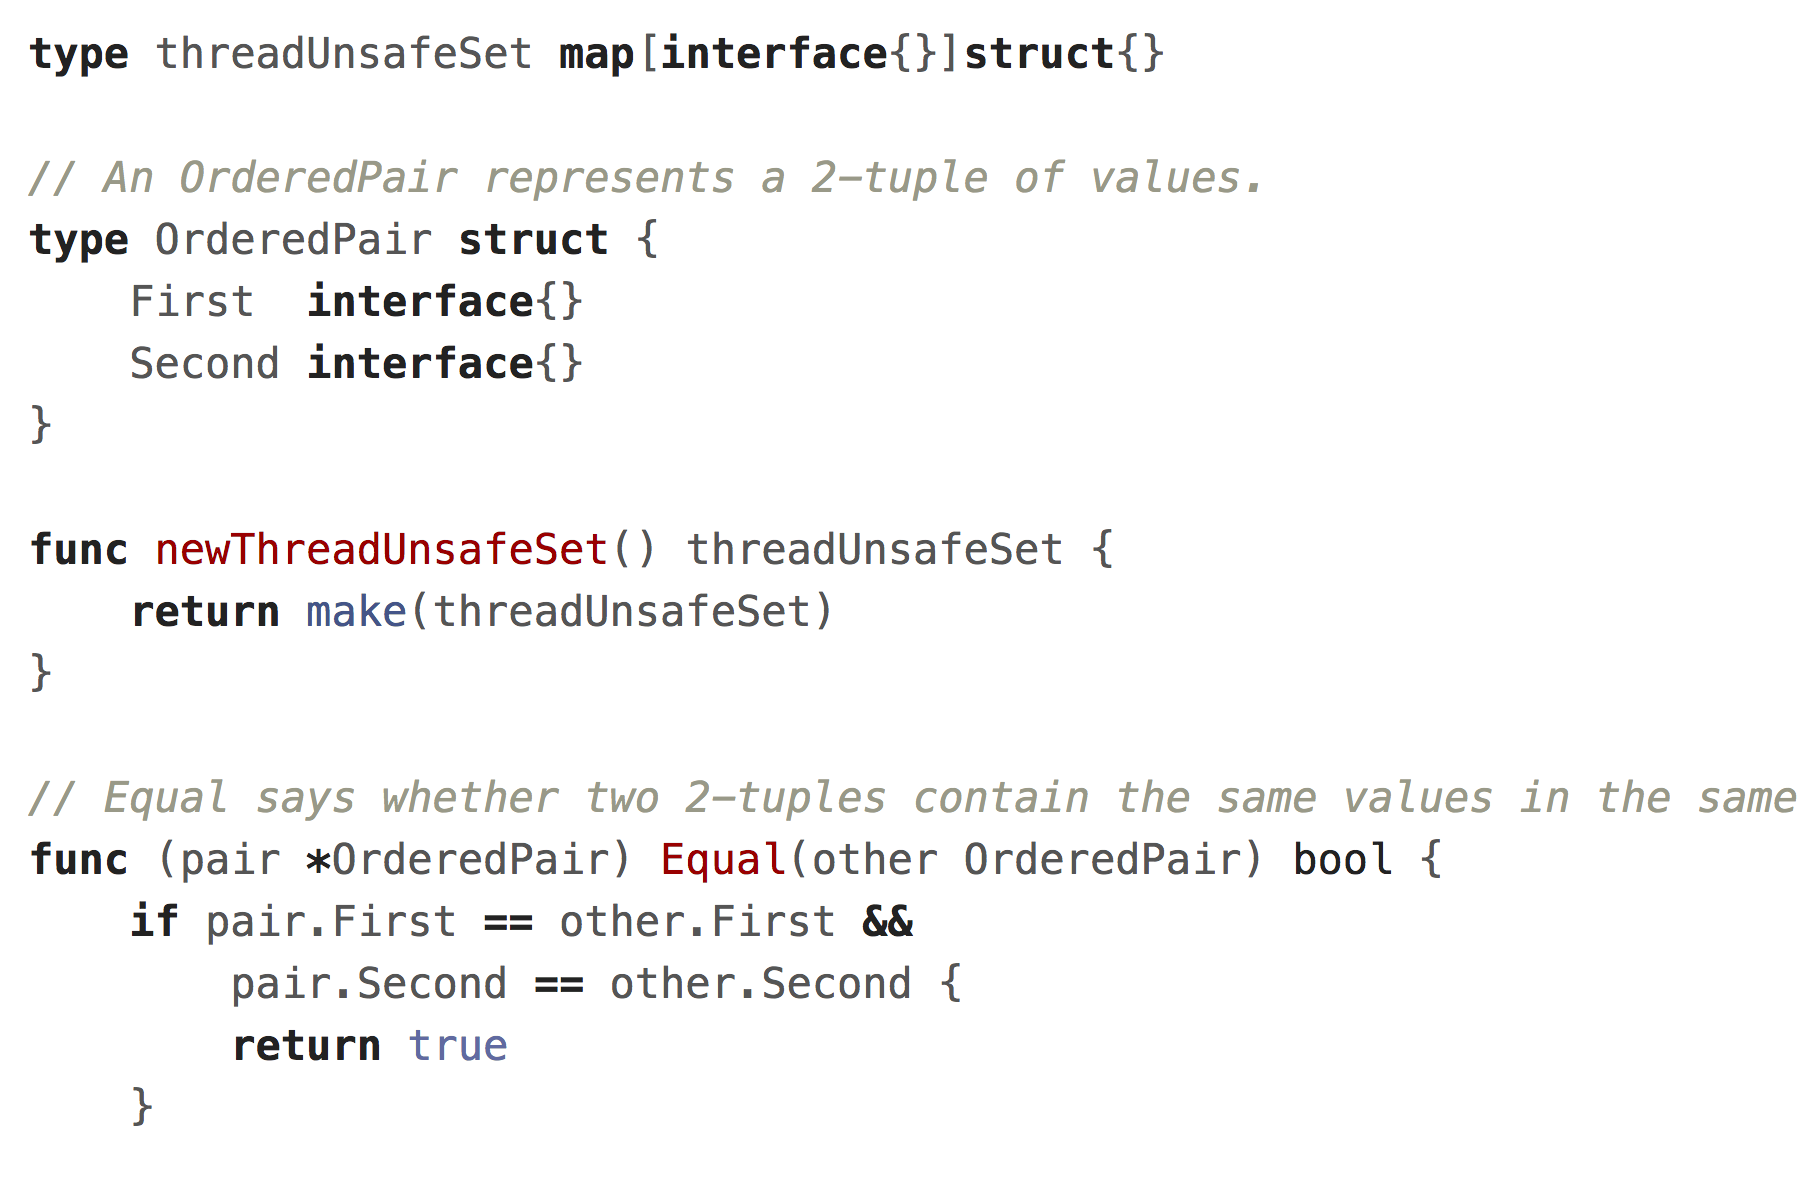 type threadUnsafeSet map[interface{}]struct{}
// An OrderedPair represents a 2-tuple of values.
type OrderedPair struct {
    First  interface{}
    Second interface{}
}
func newThreadUnsafeSet() threadUnsafeSet {
    return make(threadUnsafeSet)
}
// Equal says whether two 2-tuples contain the same values in the same
func (pair *OrderedPair) Equal(other OrderedPair) bool {
    if pair.First == other.First &&
        pair.Second == other.Second {
        return true
    }